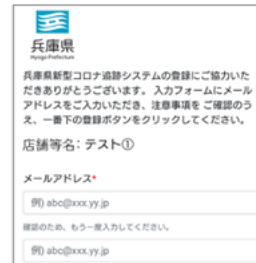 兵庫県
Hyogo Prefecture
兵庫県新型コロナ追跡システムの登録にご協力いた
だきありがとうございます。 入力フォームにメール
アドレスをご入力いただき、注意事項を ご確認のう
え、一番下の登録ボタンをクリックしてください。
店舗等名: テスト①
メールアドレス*
例) abc@xxx.yy.jp
確認のため、もう一度入力してください。
例) abc@xxx.yy.jp